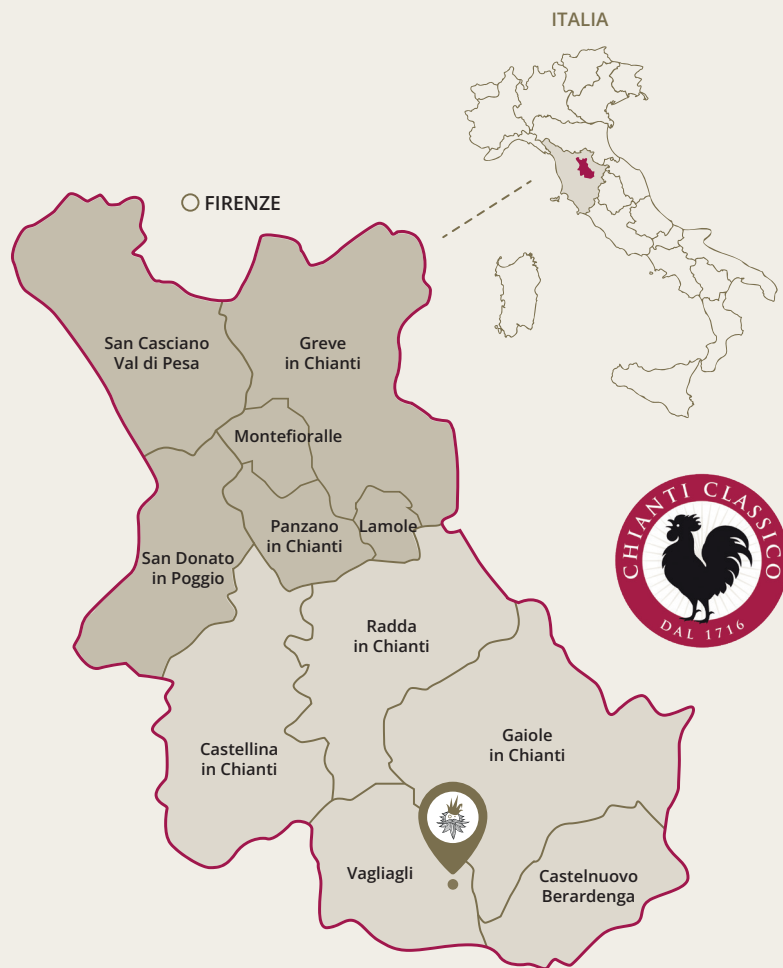 ITALIA
FIRENZE
San Casciano
Val di Pesa
Greve
in Chianti
Montefioralle
Panzano
in Chianti
Lamole
San Donato
in Poggio
CHIANTI CLASSICO
DAL 1716
Radda
in Chianti
Castellina
in Chianti
Gaiole
in Chianti
Vagliagli
Castelnuovo
Berardenga